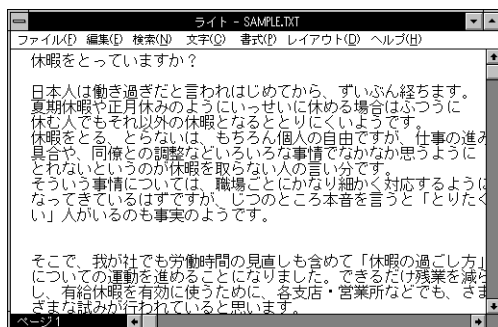 ライト - SAMPLE.TXT
ファイル(F) 編集(E) 検索(N) 文字(C) 書式(P) レイアウト(D) ヘルプ(H)
休暇をとっていますか?
日本人は働き過ぎだと言われはじめてから、ずいぶん経ちます。
夏期休暇や正月休みのようにいっせいに休める場合はふつうに
休む人でもそれ以外の休暇となるととりにくいようです。
休暇をとる、とらないは、もちろん個人の自由ですが、仕事の進み
具合や、同僚との調整などいろいろな事情でなかなか思うように
とれないというのが休暇を取らない人の言い分です。
そういう事情については、職場ごとにかなり細かく対応するように
なってきているはずですが、じつのところ本音を言うと「とりたく
い」人がいるのも事実のようです。
そこで、我が社でも労働時間の見直しも含めて「休暇の過ごし方」
についての運動を進めることになりました。できるだけ残業を減ら
し、有給休暇を有効に使うために、各支店・営業所などでも、さま
ざまな試みが行われていると思います。
ページ1